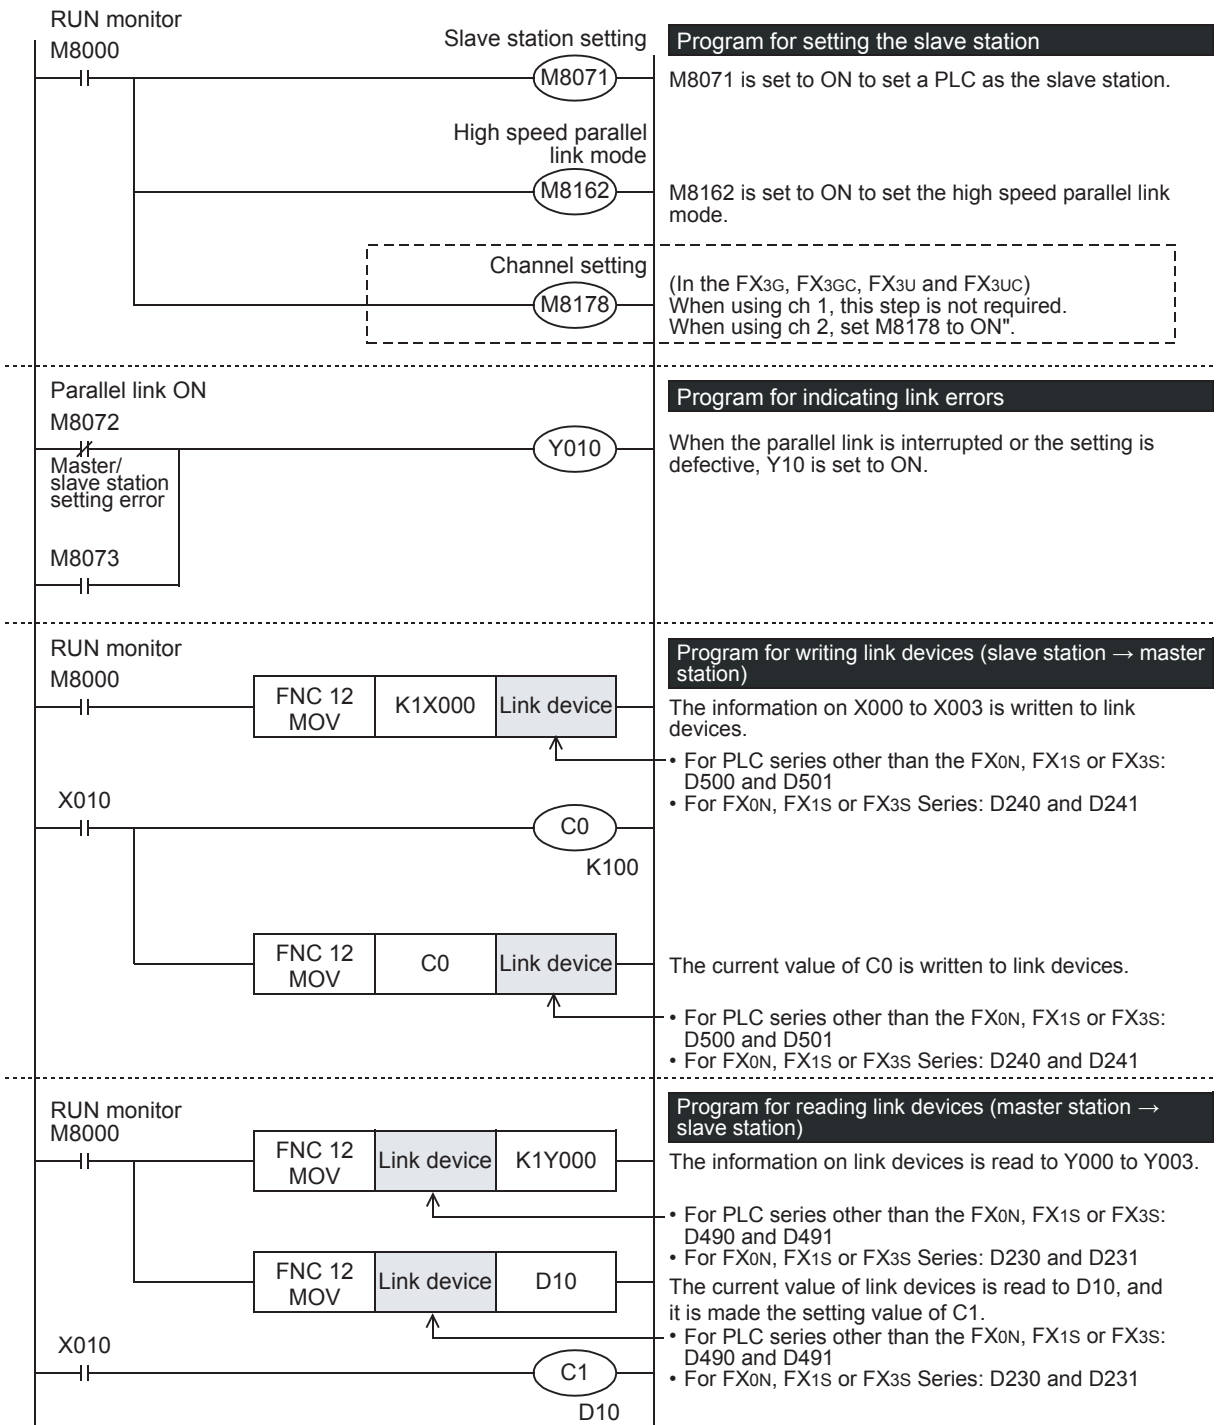 RUN monitor
M8000
Slave station setting
M8071
Program for setting the slave station
M8071 is set to ON to set a PLC as the slave station.
High speed parallel
link mode
M8162
M8162 is set to ON to set the high speed parallel link
mode.
Channel setting
M8178
(In the FX3G, FX3GC, FX3U and FX3UC)
When using ch 1, this step is not required.
When using ch 2, set M8178 to ON".
Parallel link ON
M8072
Master/
slave station
setting error
M8073
Y010
Program for indicating link errors
When the parallel link is interrupted or the setting is
defective, Y10 is set to ON.
RUN monitor
M8000
FNC 12
MOV
K1X000
Link device
Program for writing link devices (slave station → master
station)
The information on X000 to X003 is written to link
devices.
• For PLC series other than the FX0N, FX1S or FX3S:
D500 and D501
• For FX0N, FX1S or FX3S Series: D240 and D241
X010
C0
K100
FNC 12
MOV
C0
Link device
The current value of C0 is written to link devices.
• For PLC series other than the FX0N, FX1S or FX3S:
D500 and D501
• For FX0N, FX1S or FX3S Series: D240 and D241
RUN monitor
M8000
FNC 12
MOV
Link device
K1Y000
Program for reading link devices (master station →
slave station)
The information on link devices is read to Y000 to Y003.
• For PLC series other than the FX0N, FX1S or FX3S:
D490 and D491
• For FX0N, FX1S or FX3S Series: D230 and D231
FNC 12
MOV
Link device
D10
The current value of link devices is read to D10, and
it is made the setting value of C1.
• For PLC series other than the FX0N, FX1S or FX3S:
D490 and D491
• For FX0N, FX1S or FX3S Series: D230 and D231
X010
C1
D10